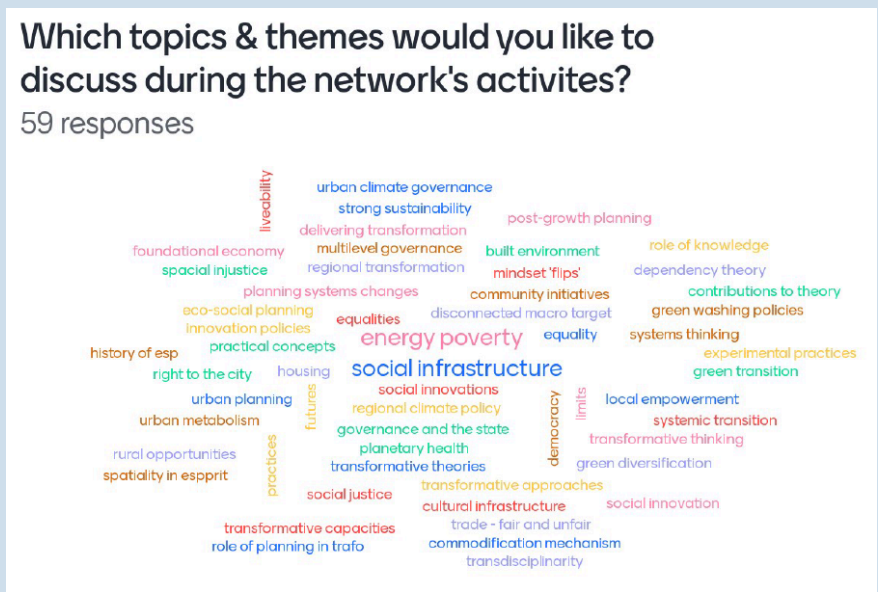 Which topics & themes would you like to
discuss during the network's activites?
59 responses
liveability
urban climate governance
strong sustainability
post-growth planning
delivering transformation
foundational economy
multilevel governance
built environment
role of knowledge
spacial injustice
regional transformation
mindset 'flips'
dependency theory
planning systems changes
community initiatives
contributions to theory
eco-social planning
equalities
disconnected macro target
green washing policies
innovation policies
energy poverty
equality
systems thinking
history of esp
practical concepts
experimental practices
right to the city
housing
social infrastructure
green transition
urban planning
futures
social innovations
democracy
limits
local empowerment
urban metabolism
regional climate policy
systemic transition
governance and the state
transformative thinking
rural opportunities
practices
planetary health
green diversification
spatiality in espprit
transformative theories
social justice
transformative approaches
cultural infrastructure
social innovation
transformative capacities
trade - fair and unfair
role of planning in trafo
commodification mechanism
transdisciplinarity